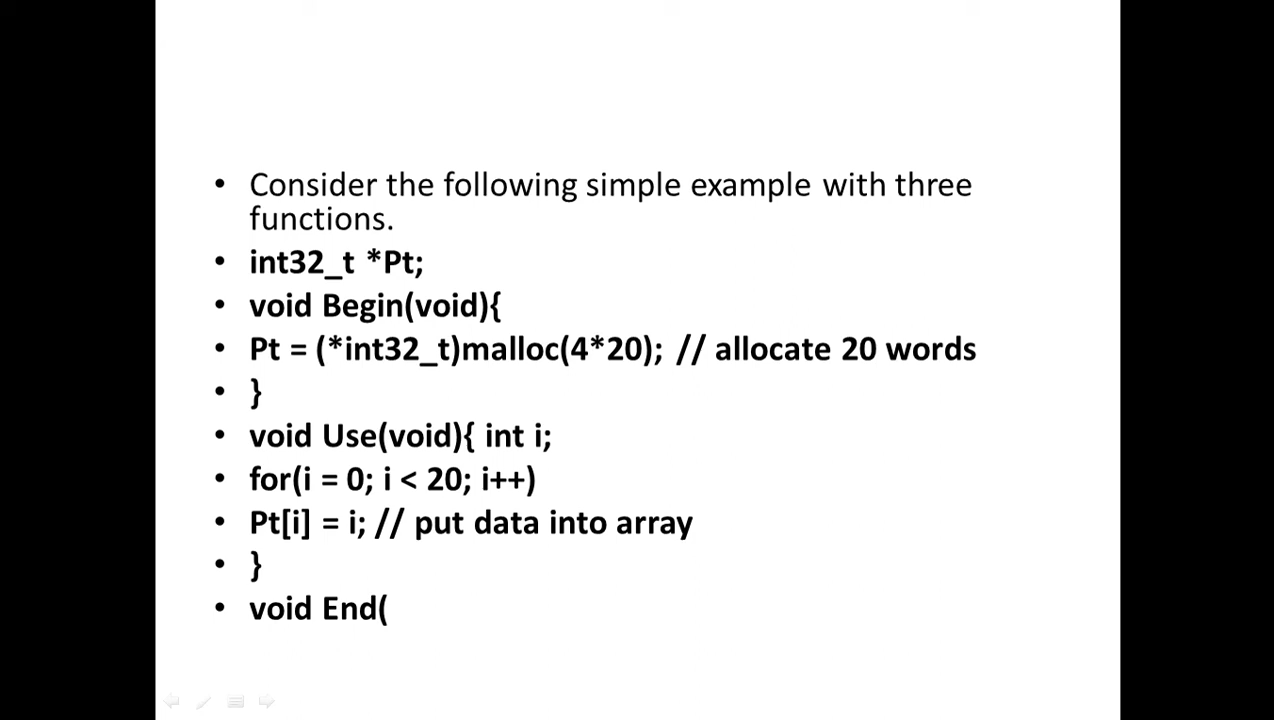 • Consider the following simple example with three
functions.
• int32_t *Pt;
• void Begin(void){
• Pt = (*int32_t)malloc(4*20); // allocate 20 words
• }
• void Use(void){ int i;
• for(i = 0; i < 20; i++)
• Pt[i] = i; // put data into array
• }
• void End(